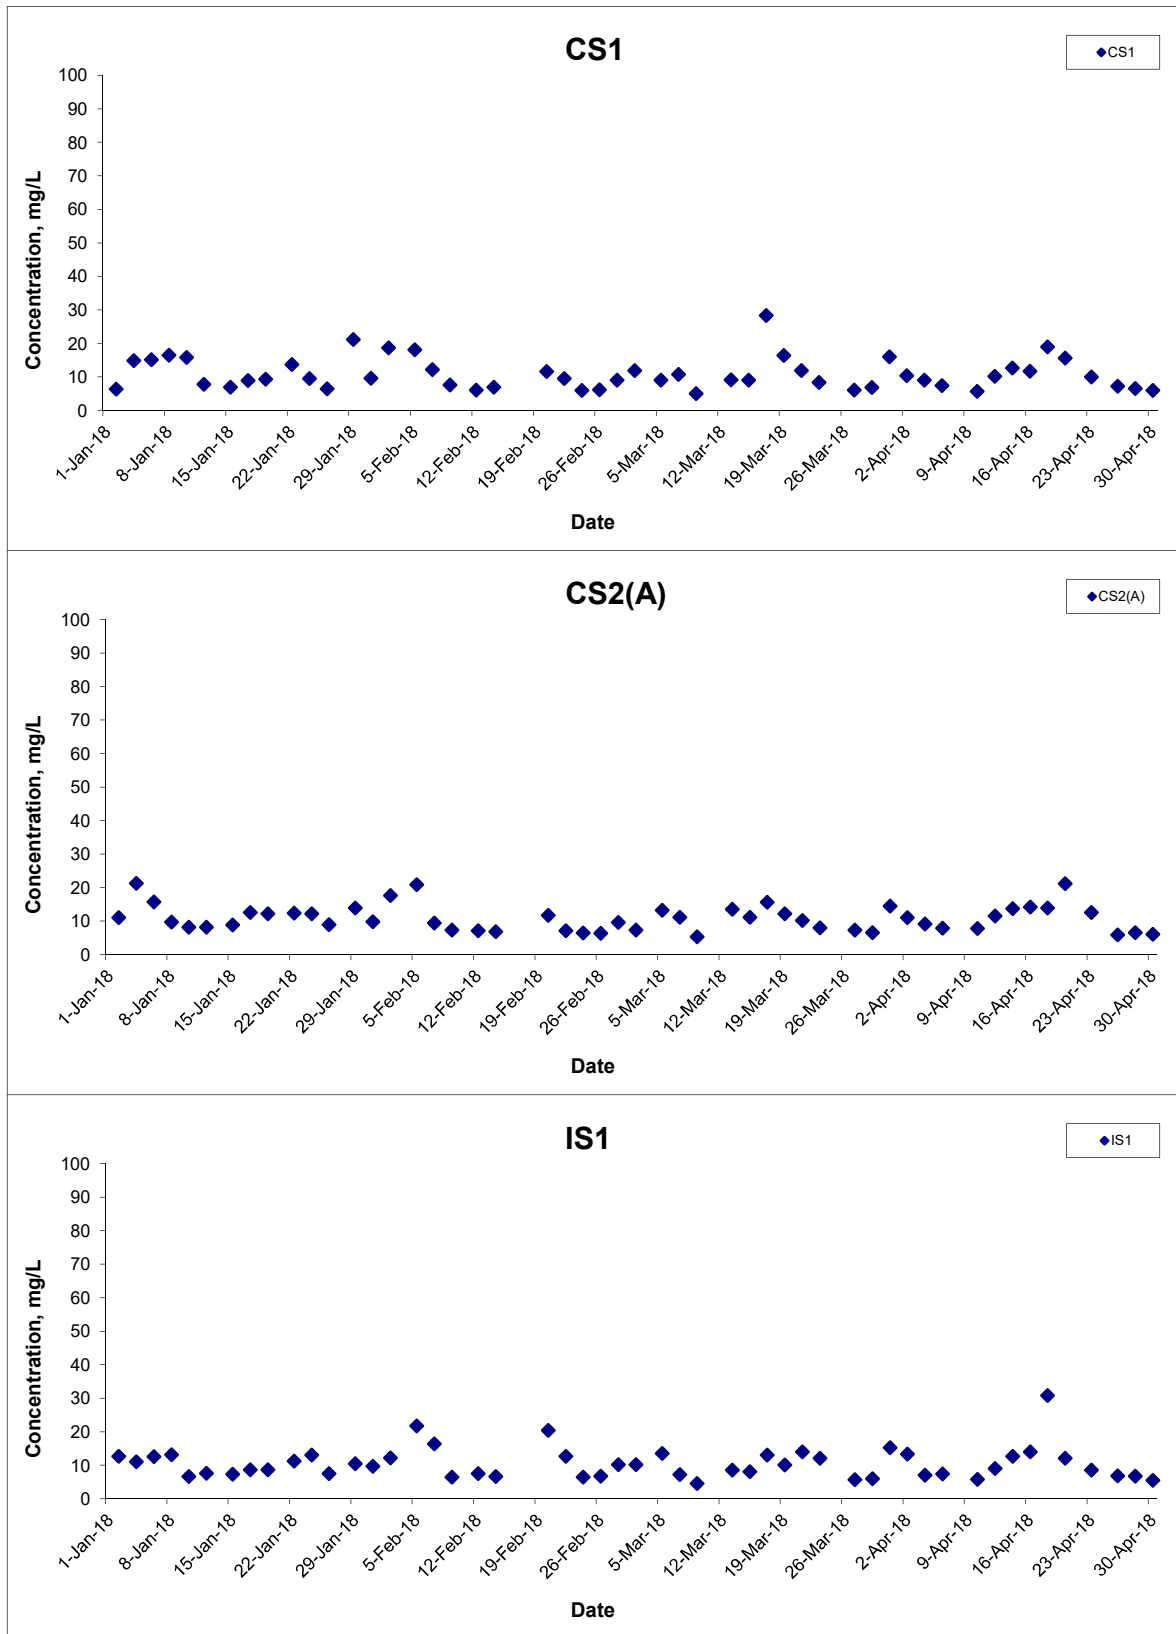 CS1
CS1
100
90
80
70
60
50
40
30
20
10
0
Concentration, mg/L
1-Jan-18
8-Jan-18
15-Jan-18
22-Jan-18
29-Jan-18
5-Feb-18
12-Feb-18
19-Feb-18
26-Feb-18
5-Mar-18
12-Mar-18
19-Mar-18
26-Mar-18
2-Apr-18
9-Apr-18
16-Apr-18
23-Apr-18
30-Apr-18
Date
CS2(A)
CS2(A)
100
90
80
70
60
50
40
30
20
10
0
Concentration, mg/L
1-Jan-18
8-Jan-18
15-Jan-18
22-Jan-18
29-Jan-18
5-Feb-18
12-Feb-18
19-Feb-18
26-Feb-18
5-Mar-18
12-Mar-18
19-Mar-18
26-Mar-18
2-Apr-18
9-Apr-18
16-Apr-18
23-Apr-18
30-Apr-18
Date
IS1
IS1
100
90
80
70
60
50
40
30
20
10
0
Concentration, mg/L
1-Jan-18
8-Jan-18
15-Jan-18
22-Jan-18
29-Jan-18
5-Feb-18
12-Feb-18
19-Feb-18
26-Feb-18
5-Mar-18
12-Mar-18
19-Mar-18
26-Mar-18
2-Apr-18
9-Apr-18
16-Apr-18
23-Apr-18
30-Apr-18
Date